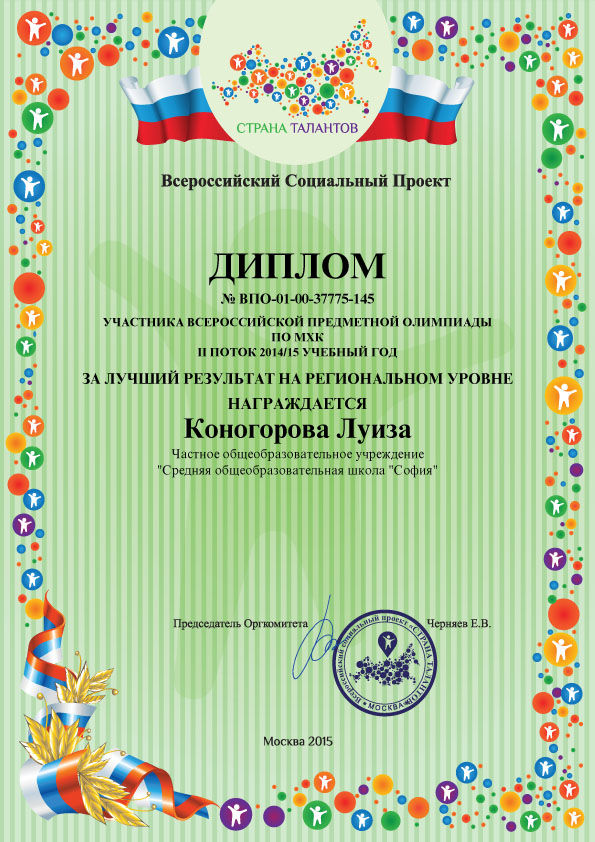 СТРАНА ТАЛАНТОВ
Всероссийский Социальный Проект
ДИПЛОМ
№ ВПО-01-00-37775-145
УЧАСТНИКА ВСЕРОССИЙСКОЙ ПРЕДМЕТНОЙ ОЛИМПИАДЫ
ПО МХК
II ПОТОК 2014/15 УЧЕБНЫЙ ГОД
ЗА ЛУЧШИЙ РЕЗУЛЬТАТ НА РЕГИОНАЛЬНОМ УРОВНЕ
НАГРАЖДАЕТСЯ
Коногорова Луиза
Частное общеобразовательное учреждение
"Средняя общеобразовательная школа "София"
Председатель Оргкомитета Черняев Е.В.
Всероссийский социальный проект «СТРАНА ТАЛАНТОВ»
МОСКВА
Москва 2015